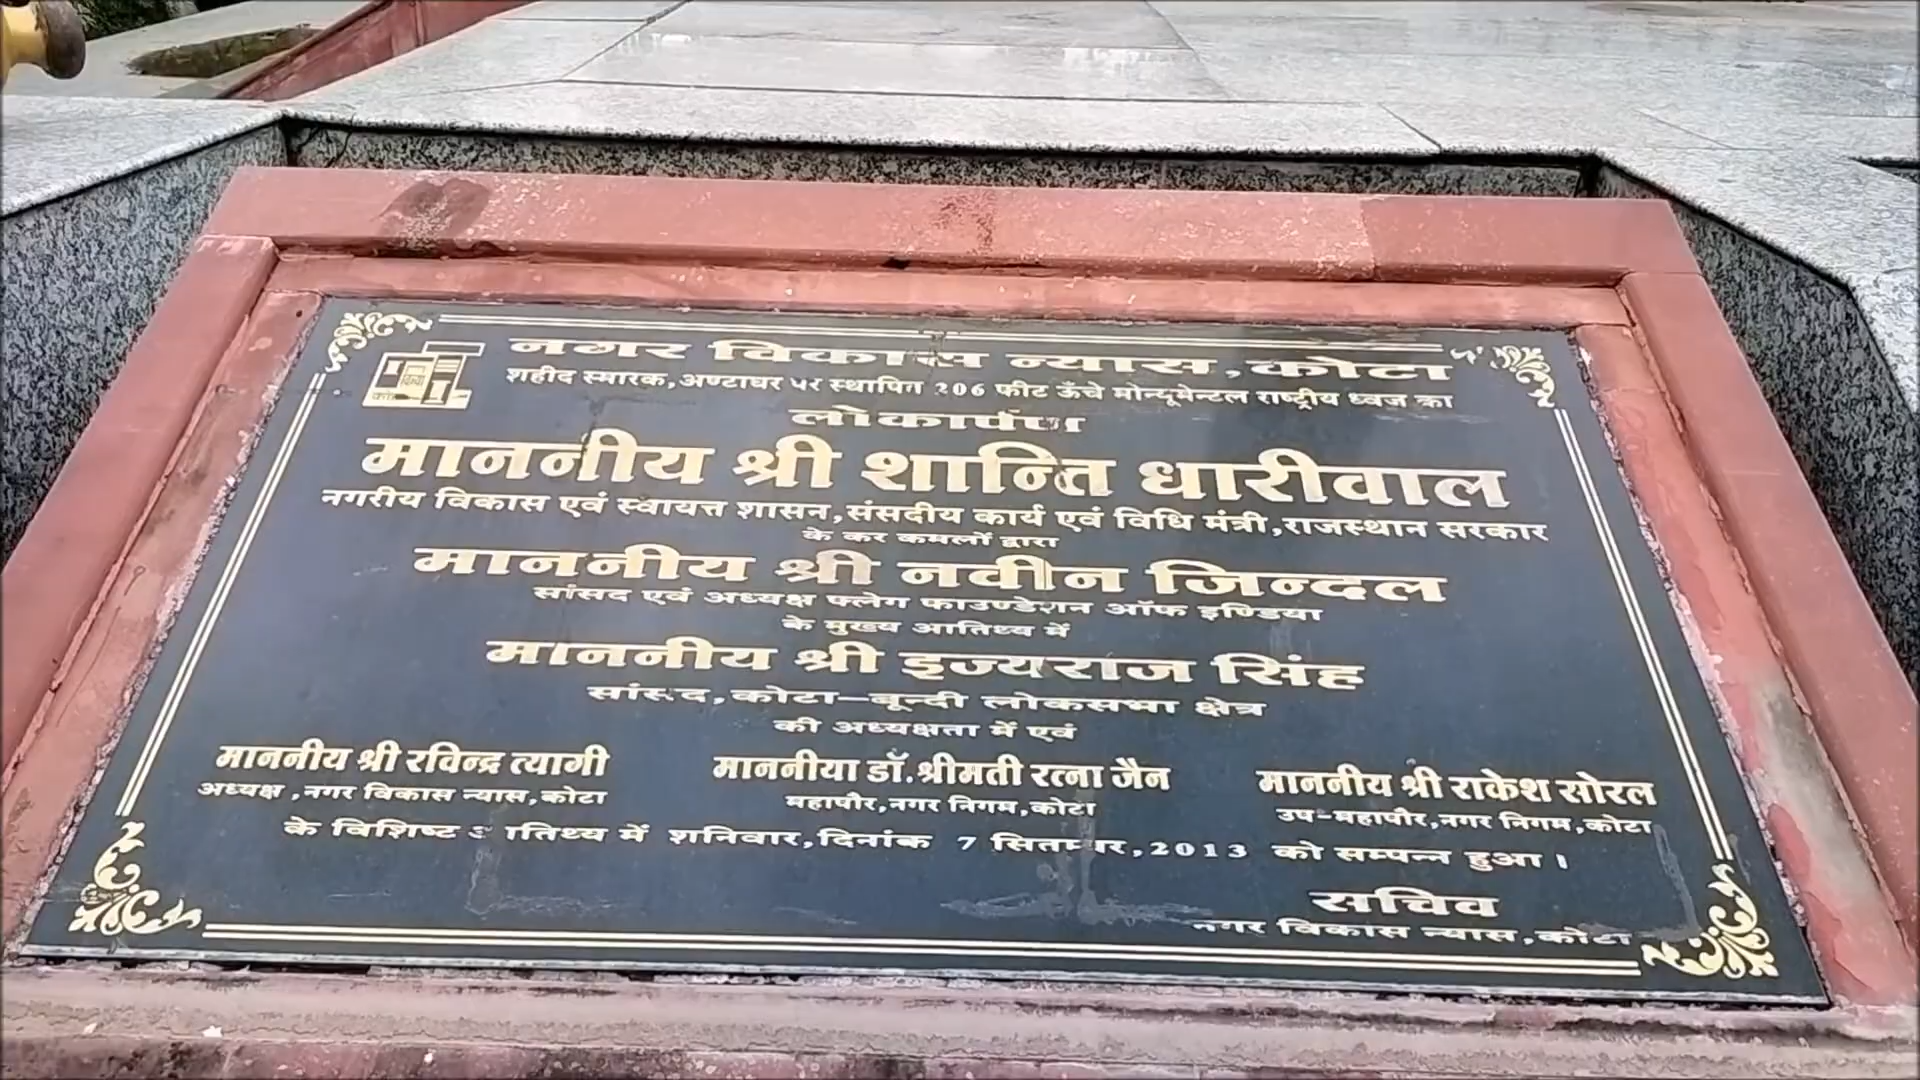 नगर विकास न्यास, कोटा
शहीद स्मारक, अण्टाघर पर स्थापित 206 फीट ऊँचे मोन्यूमेन्टल राष्ट्रीय ध्वज का
लोकार्पण
माननीय श्री शान्ति धारीवाल
नगरीय विकास एवं स्वायत्त शासन, संसदीय कार्य एवं विधि मंत्री, राजस्थान सरकार
के कर कमलों द्वारा
माननीय श्री नवीन जिन्दल
सांसद एवं अध्यक्ष फ्लेग फाउण्डेशन ऑफ इण्डिया
के मुख्य आतिथ्य में
माननीय श्री इज्यराज सिंह
सांसद, कोटा-बून्दी लोकसभा क्षेत्र
की अध्यक्षता में एवं
माननीय श्री रविन्द्र त्यागी माननीया डॉ. श्रीमती रत्ना जैन माननीय श्री राकेश सोरल
अध्यक्ष, नगर विकास न्यास, कोटा महापौर, नगर निगम, कोटा उप-महापौर, नगर निगम, कोटा
के विशिष्ट आतिथ्य में शनिवार, दिनांक 7 सितम्बर, 2013 को सम्पन्न हुआ।
सचिव
नगर विकास न्यास, कोटा